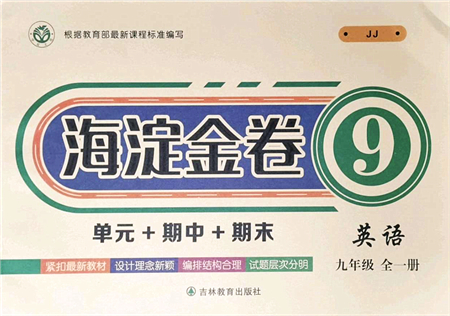 根据教育部最新课程标准编写
JJ
海淀金卷
9
单元+期中+期末
英语
紧扣最新教材 设计理念新颖 编排结构合理 试题层次分明
九年级 全一册
吉林教育出版社